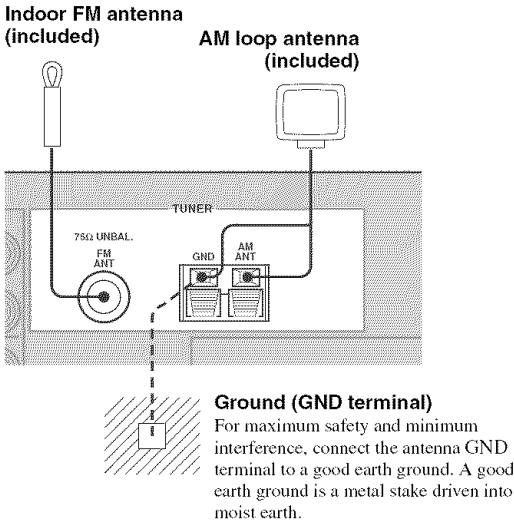 Indoor FM antenna
(included)
AM loop antenna
(included)
TUNER
75Ω UNBAL.
FM
ANT
GND
AM
ANT
Ground (GND terminal)
For maximum safety and minimum
interference, connect the antenna GND
terminal to a good earth ground. A good
earth ground is a metal stake driven into
moist earth.